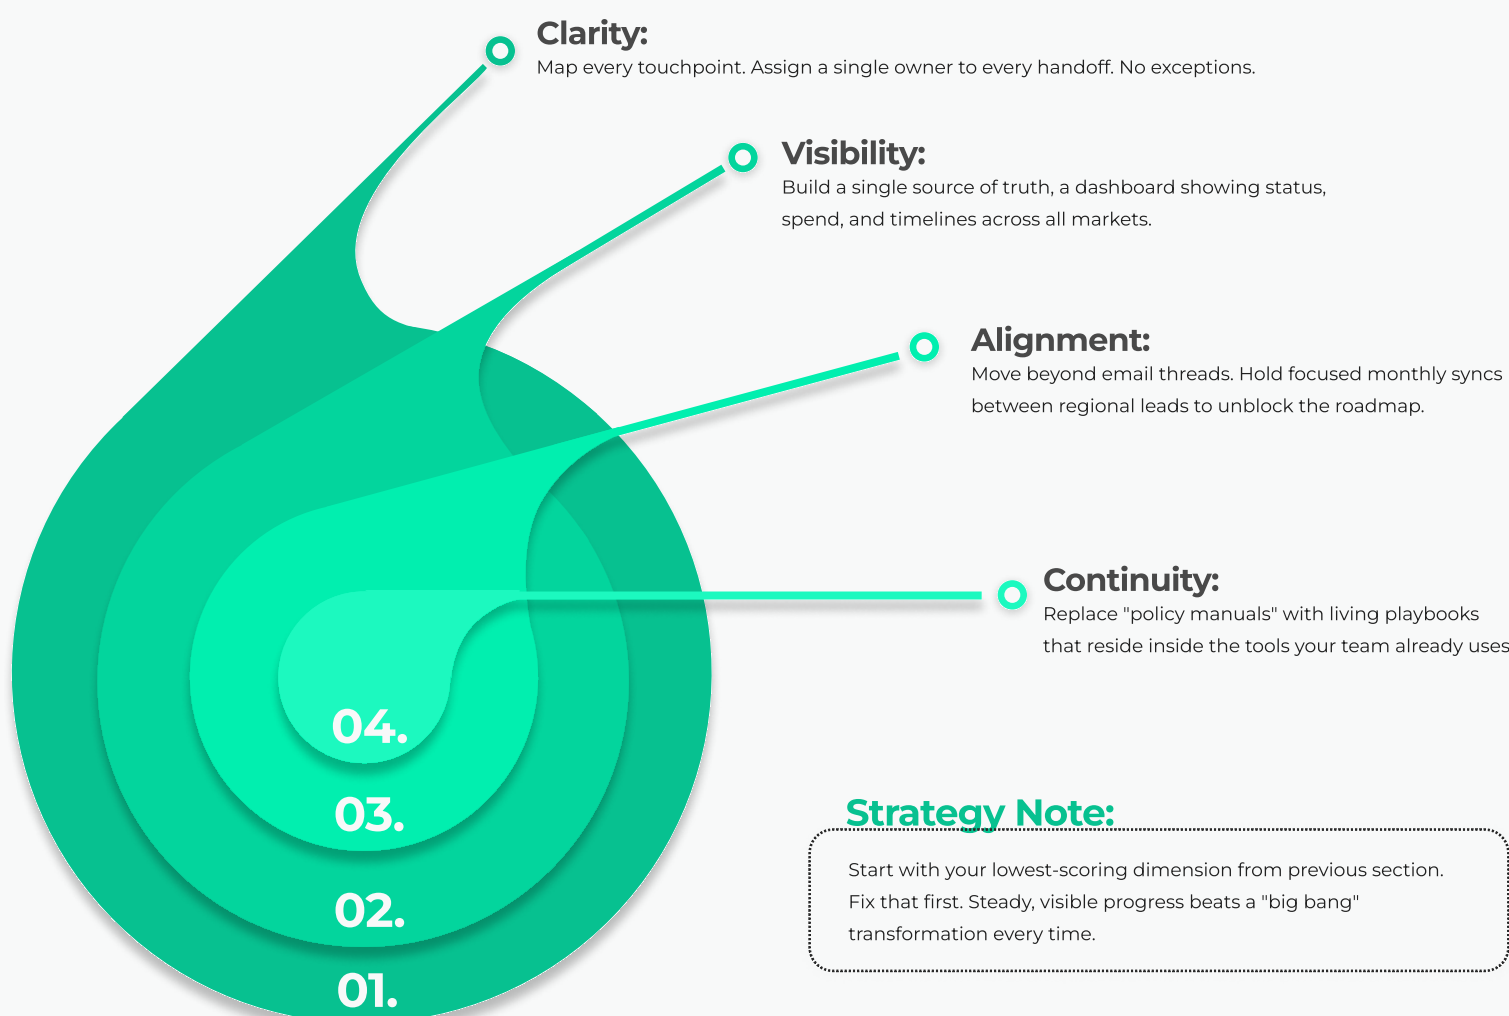 Clarity:
Map every touchpoint. Assign a single owner to every handoff. No exceptions.
Visibility:
Build a single source of truth, a dashboard showing status,
spend, and timelines across all markets.
Alignment:
Move beyond email threads. Hold focused monthly syncs
between regional leads to unblock the roadmap.
Continuity:
Replace "policy manuals" with living playbooks
that reside inside the tools your team already uses
04.
03.
02.
01.
Strategy Note:
Start with your lowest-scoring dimension from previous section.
Fix that first. Steady, visible progress beats a "big bang"
transformation every time.